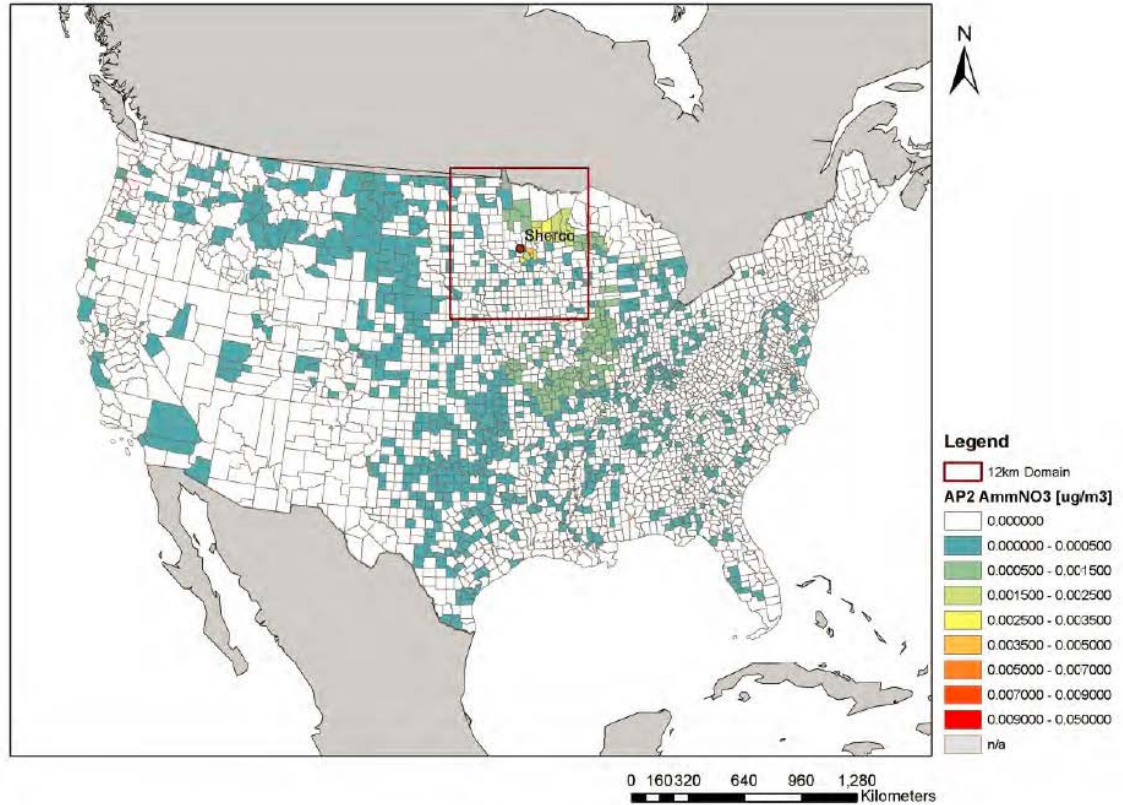 N
Sherco
Legend
12km Domain
AP2 AmmNO3 [ug/m3]
0.000000
0.000000 - 0.000500
0.000500 - 0.001500
0.001500 - 0.002500
0.002500 - 0.003500
0.003500 - 0.005000
0.005000 - 0.007000
0.007000 - 0.009000
0.009000 - 0.050000
n/a
0 160320 640 960 1,280
Kilometers